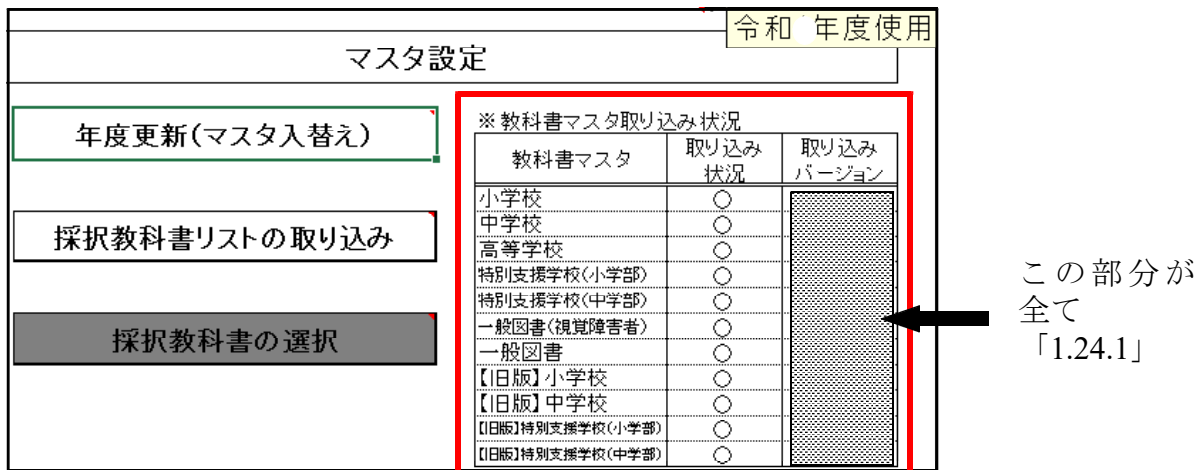 令和 年度使用
マスタ設定
年度更新(マスタ入替え)
採択教科書リストの取り込み
採択教科書の選択
※教科書マスタ取り込み状況
教科書マスタ 取り込み状況 取り込みバージョン
小学校 ○
中学校 ○
高等学校 ○
特別支援学校(小学部) ○
特別支援学校(中学部) ○
一般図書(視覚障害者) ○
一般図書 ○
【旧版】小学校 ○
【旧版】中学校 ○
【旧版】特別支援学校(小学部) ○
【旧版】特別支援学校(中学部) ○
この部分が
全て
「1.24.1」